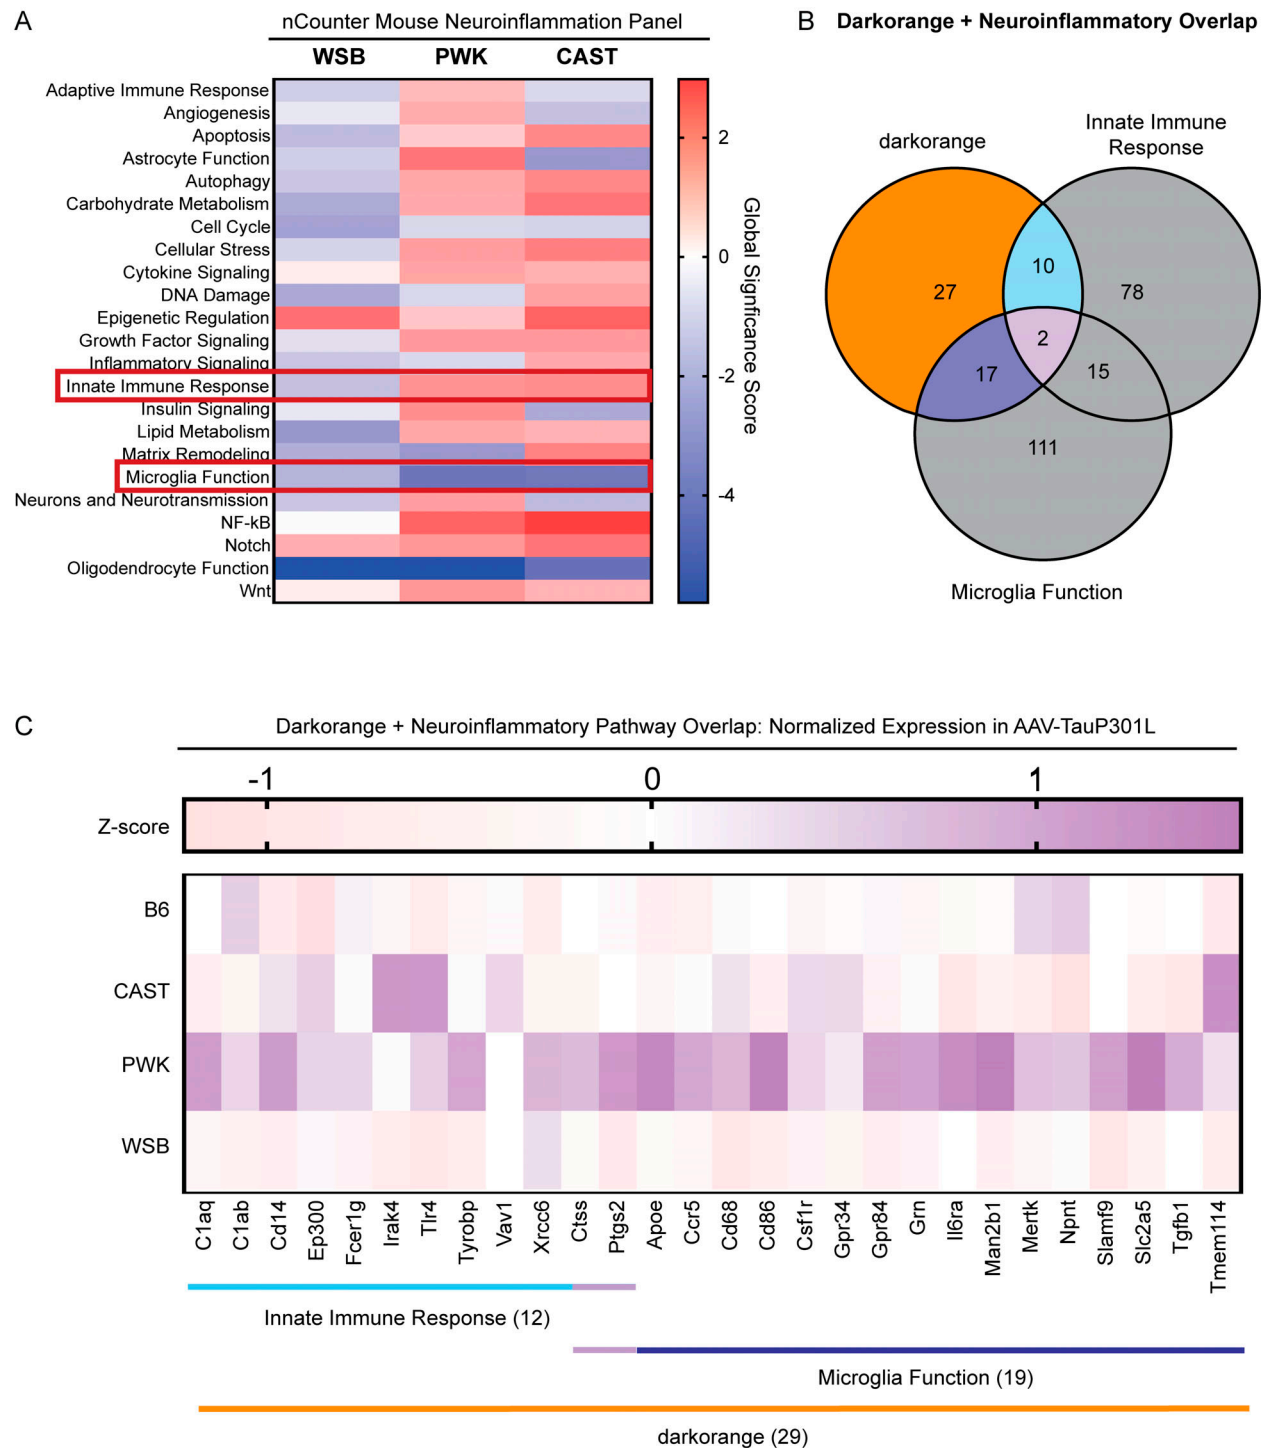 A
nCounter Mouse Neuroinflammation Panel
WSB PWK CAST
Adaptive Immune Response
Angiogenesis
Apoptosis
Astrocyte Function
Autophagy
Carbohydrate Metabolism
Cell Cycle
Cellular Stress
Cytokine Signaling
DNA Damage
Epigenetic Regulation
Growth Factor Signaling
Inflammatory Signaling
Innate Immune Response
Insulin Signaling
Lipid Metabolism
Matrix Remodeling
Microglia Function
Neurons and Neurotransmission
NF-kB
Notch
Oligodendrocyte Function
Wnt
2
0
-2
-4
Global Signficance Score
B
Darkorange + Neuroinflammatory Overlap
darkorange
Innate Immune
Response
10
27
78
2
17
15
111
Microglia Function
C
Darkorange + Neuroinflammatory Pathway Overlap: Normalized Expression in AAV-TauP301L
-1 0 1
Z-score
B6
CAST
PWK
WSB
C1aq
C1ab
Cd14
Ep300
Fcer1g
Irak4
Tlr4
Tyrobp
Vav1
Xrcc6
Ctss
Ptgs2
Apoe
Ccr5
Cd68
Cd86
Csf1r
Gpr34
Gpr84
Grn
Il6ra
Man2b1
Mertk
Npnt
Slamf9
Slc2a5
Tgfb1
Tmem114
Innate Immune Response (12)
Microglia Function (19)
darkorange (29)